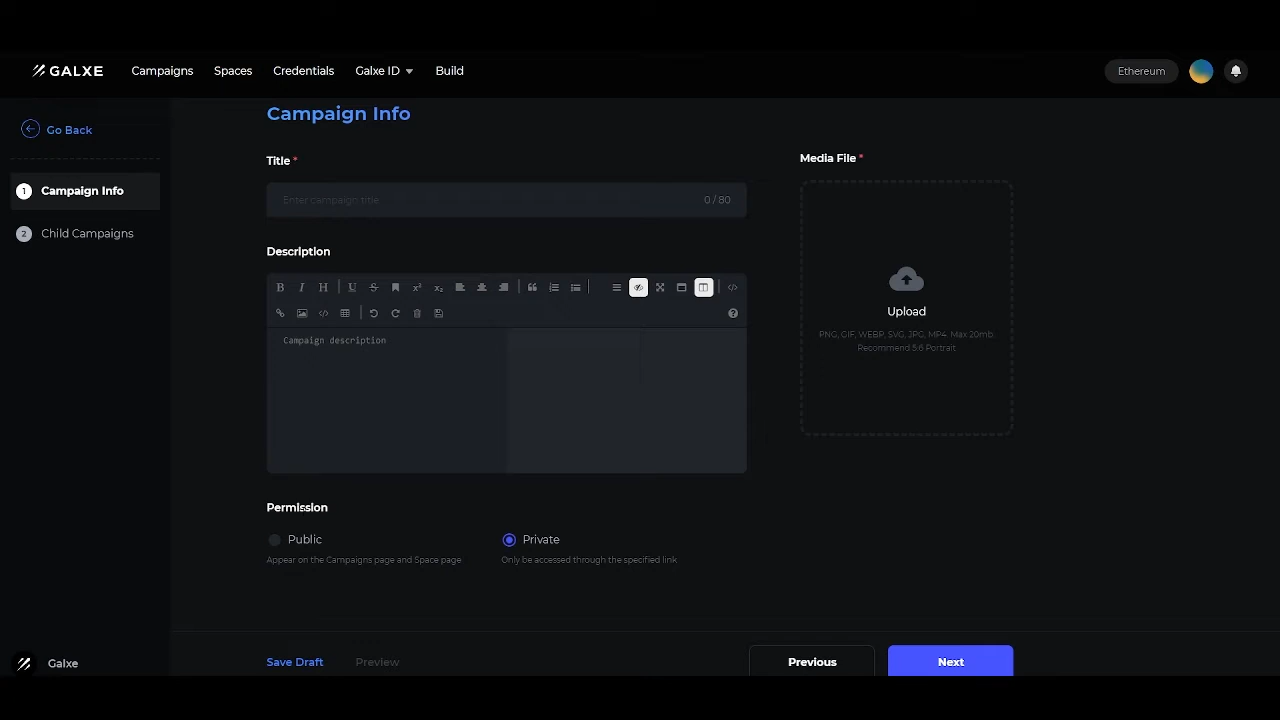 GALXE
Campaigns
Spaces
Credentials
Galxe ID
Build
Ethereum
Go Back
1 Campaign Info
2 Child Campaigns
Galxe
Campaign Info
Title *
Enter campaign title
0 / 80
Description
B I H U S x² x₂
Campaign description
Permission
Public
Appear on the Campaigns page and Space page
Private
Only be accessed through the specified link
Media File *
Upload
PNG, GIF, WEBP, SVG, JPG, MP4. Max 20mb.
Recommend 5:6 Portrait
Save Draft
Preview
Previous
Next